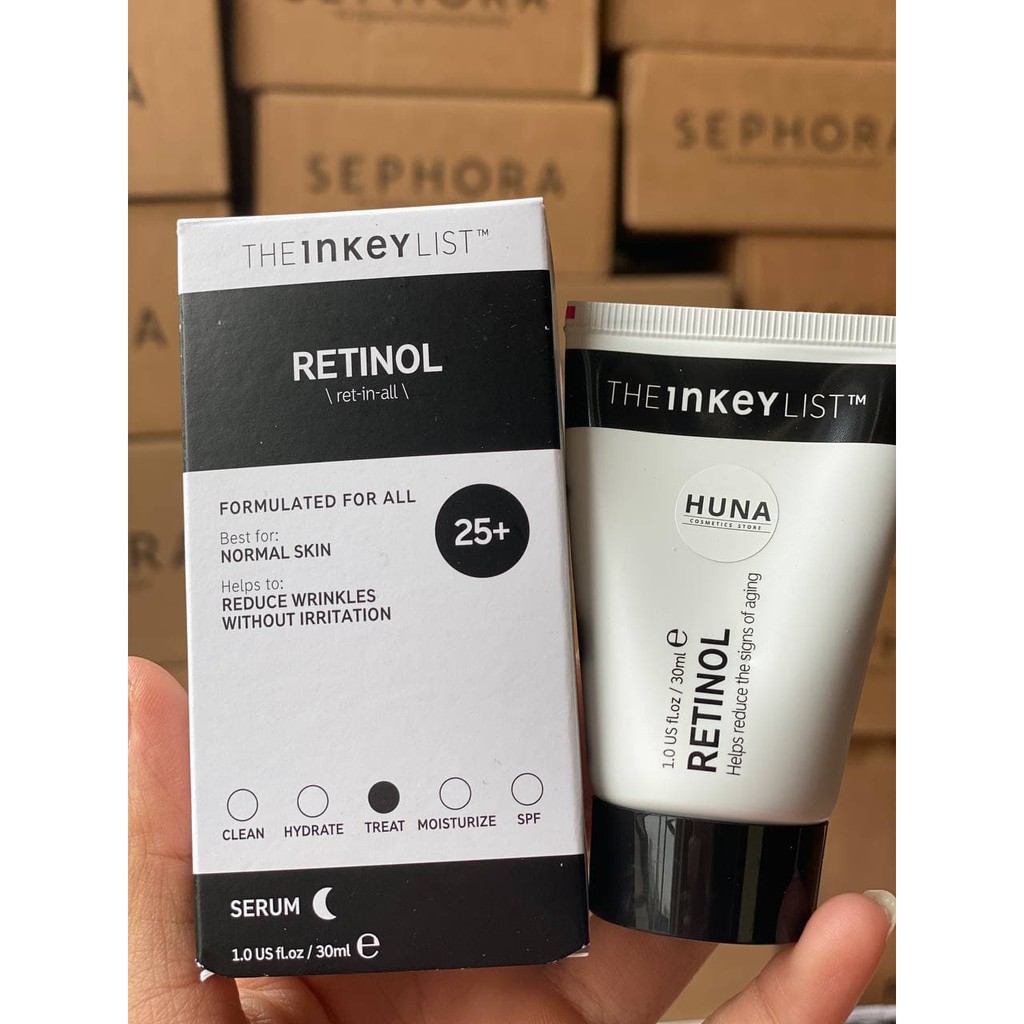 SEPHORA
SEPHORA
THE INKEY LIST™
RETINOL
\ ret-in-all \
FORMULATED FOR ALL
Best for:
NORMAL SKIN
25+
Helps to:
REDUCE WRINKLES
WITHOUT IRRITATION
CLEAN HYDRATE TREAT MOISTURIZE SPF
SERUM
1.0 US fl.oz / 30ml ℮
THE INKEY LIST™
HUNA
COSMETICS STORE
1.0 US fl.oz / 30ml ℮
RETINOL
Helps reduce the signs of aging